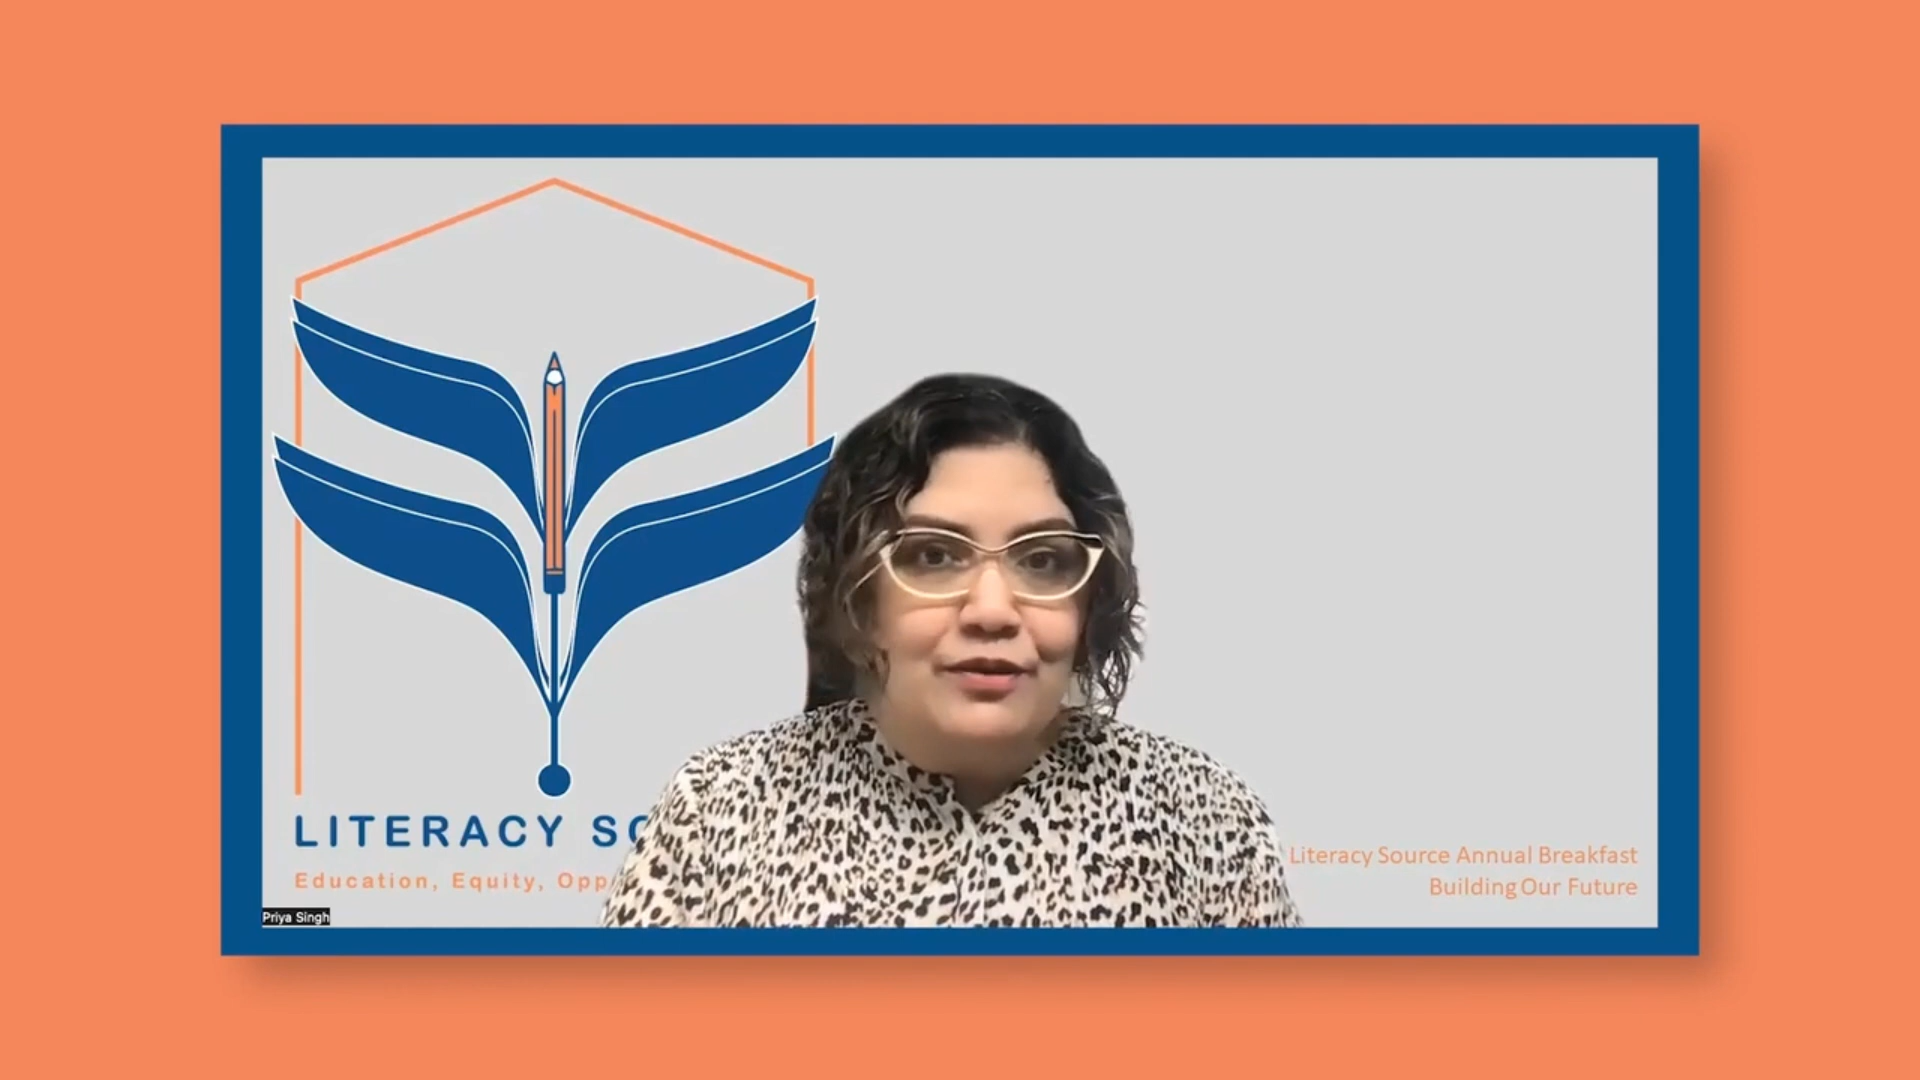 LITERACY SO
Education, Equity, Opp
Priya Singh
Literacy Source Annual Breakfast
Building Our Future